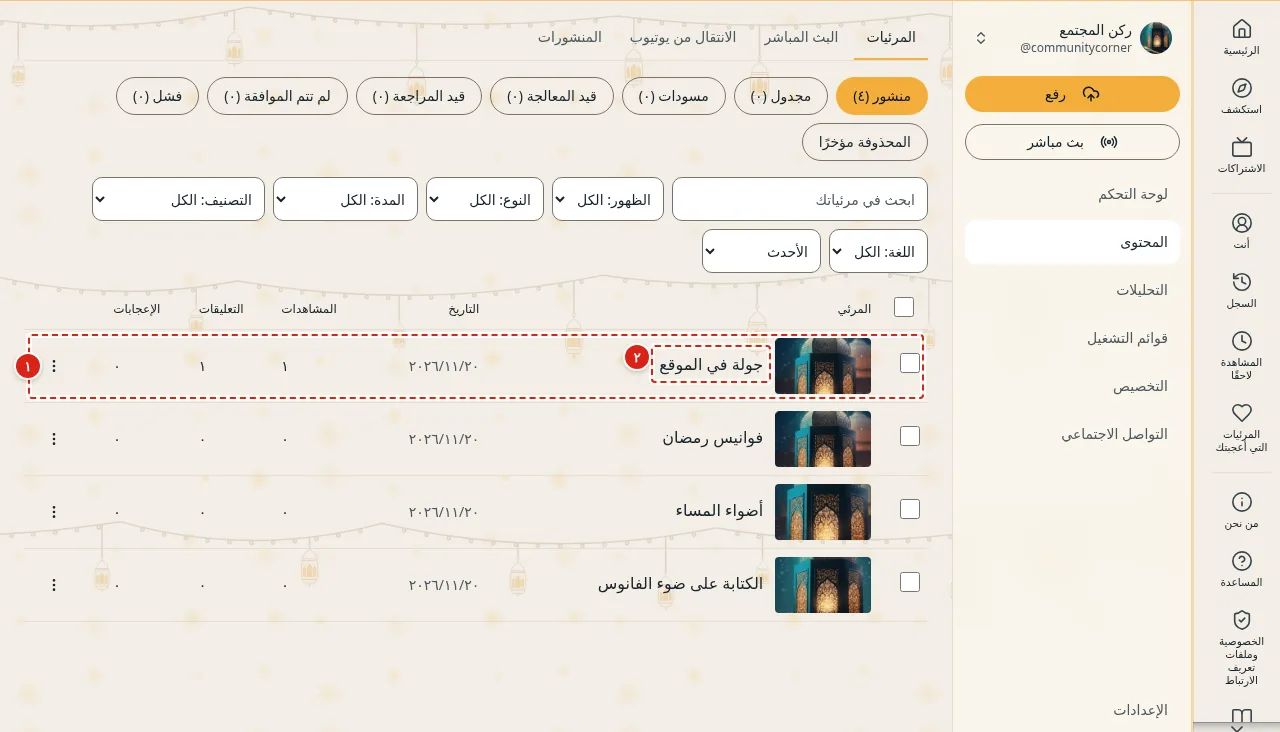 الرئيسية
استكشف
الاشتراكات
أنت
السجل
المشاهدة
لاحقًا
المرئيات
التي أعجبتك
من نحن
المساعدة
الخصوصية
وملفات
تعريف
الارتباط
ركن المجتمع
@communitycorner
رفع
بث مباشر
لوحة التحكم
المحتوى
التحليلات
قوائم التشغيل
التخصيص
التواصل الاجتماعي
الإعدادات
المرئيات البث المباشر الانتقال من يوتيوب المنشورات
منشور (٤) مجدول (٠) مسودات (٠) قيد المعالجة (٠) قيد المراجعة (٠) لم تتم الموافقة (٠) فشل (٠)
المحذوفة مؤخرًا
ابحث في مرئياتك الظهور: الكل النوع: الكل المدة: الكل التصنيف: الكل
اللغة: الكل الأحدث
المرئي التاريخ المشاهدات التعليقات الإعجابات
جولة في الموقع ٢ ٢٠٢٦/١١/٢٠ ١ ١ ٠ ١
فوانيس رمضان ٢٠٢٦/١١/٢٠ ٠ ٠ ٠
أضواء المساء ٢٠٢٦/١١/٢٠ ٠ ٠ ٠
الكتابة على ضوء الفانوس ٢٠٢٦/١١/٢٠ ٠ ٠ ٠